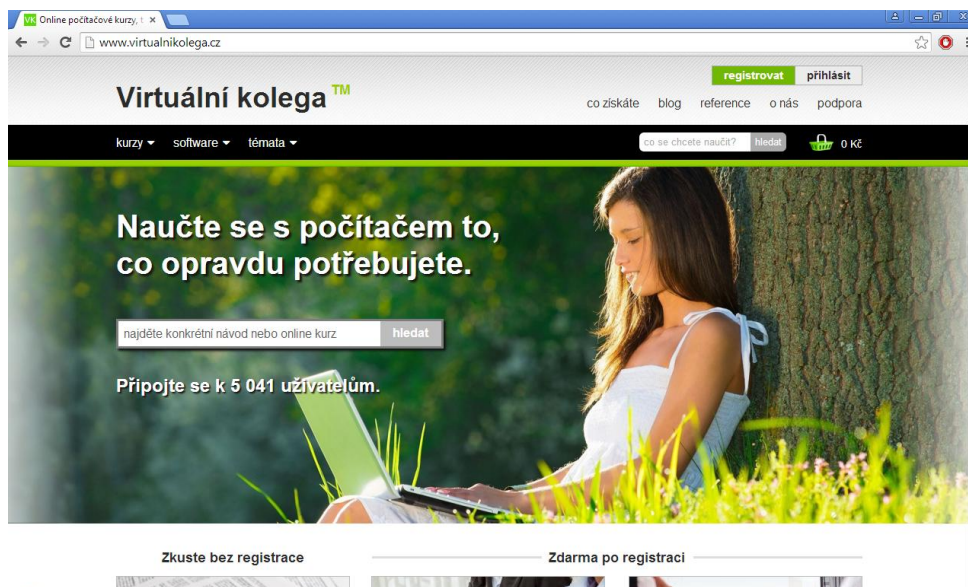 VK Online počítačové kurzy, t
www.virtualnikolega.cz
registrovat přihlásit
Virtuální kolega TM
co získáte blog reference o nás podpora
kurzy software témata co se chcete naučit? hledat 0 Kč
Naučte se s počítačem to,
co opravdu potřebujete.
najděte konkrétní návod nebo online kurz hledat
Připojte se k 5 041 uživatelům.
Zkuste bez registrace Zdarma po registraci